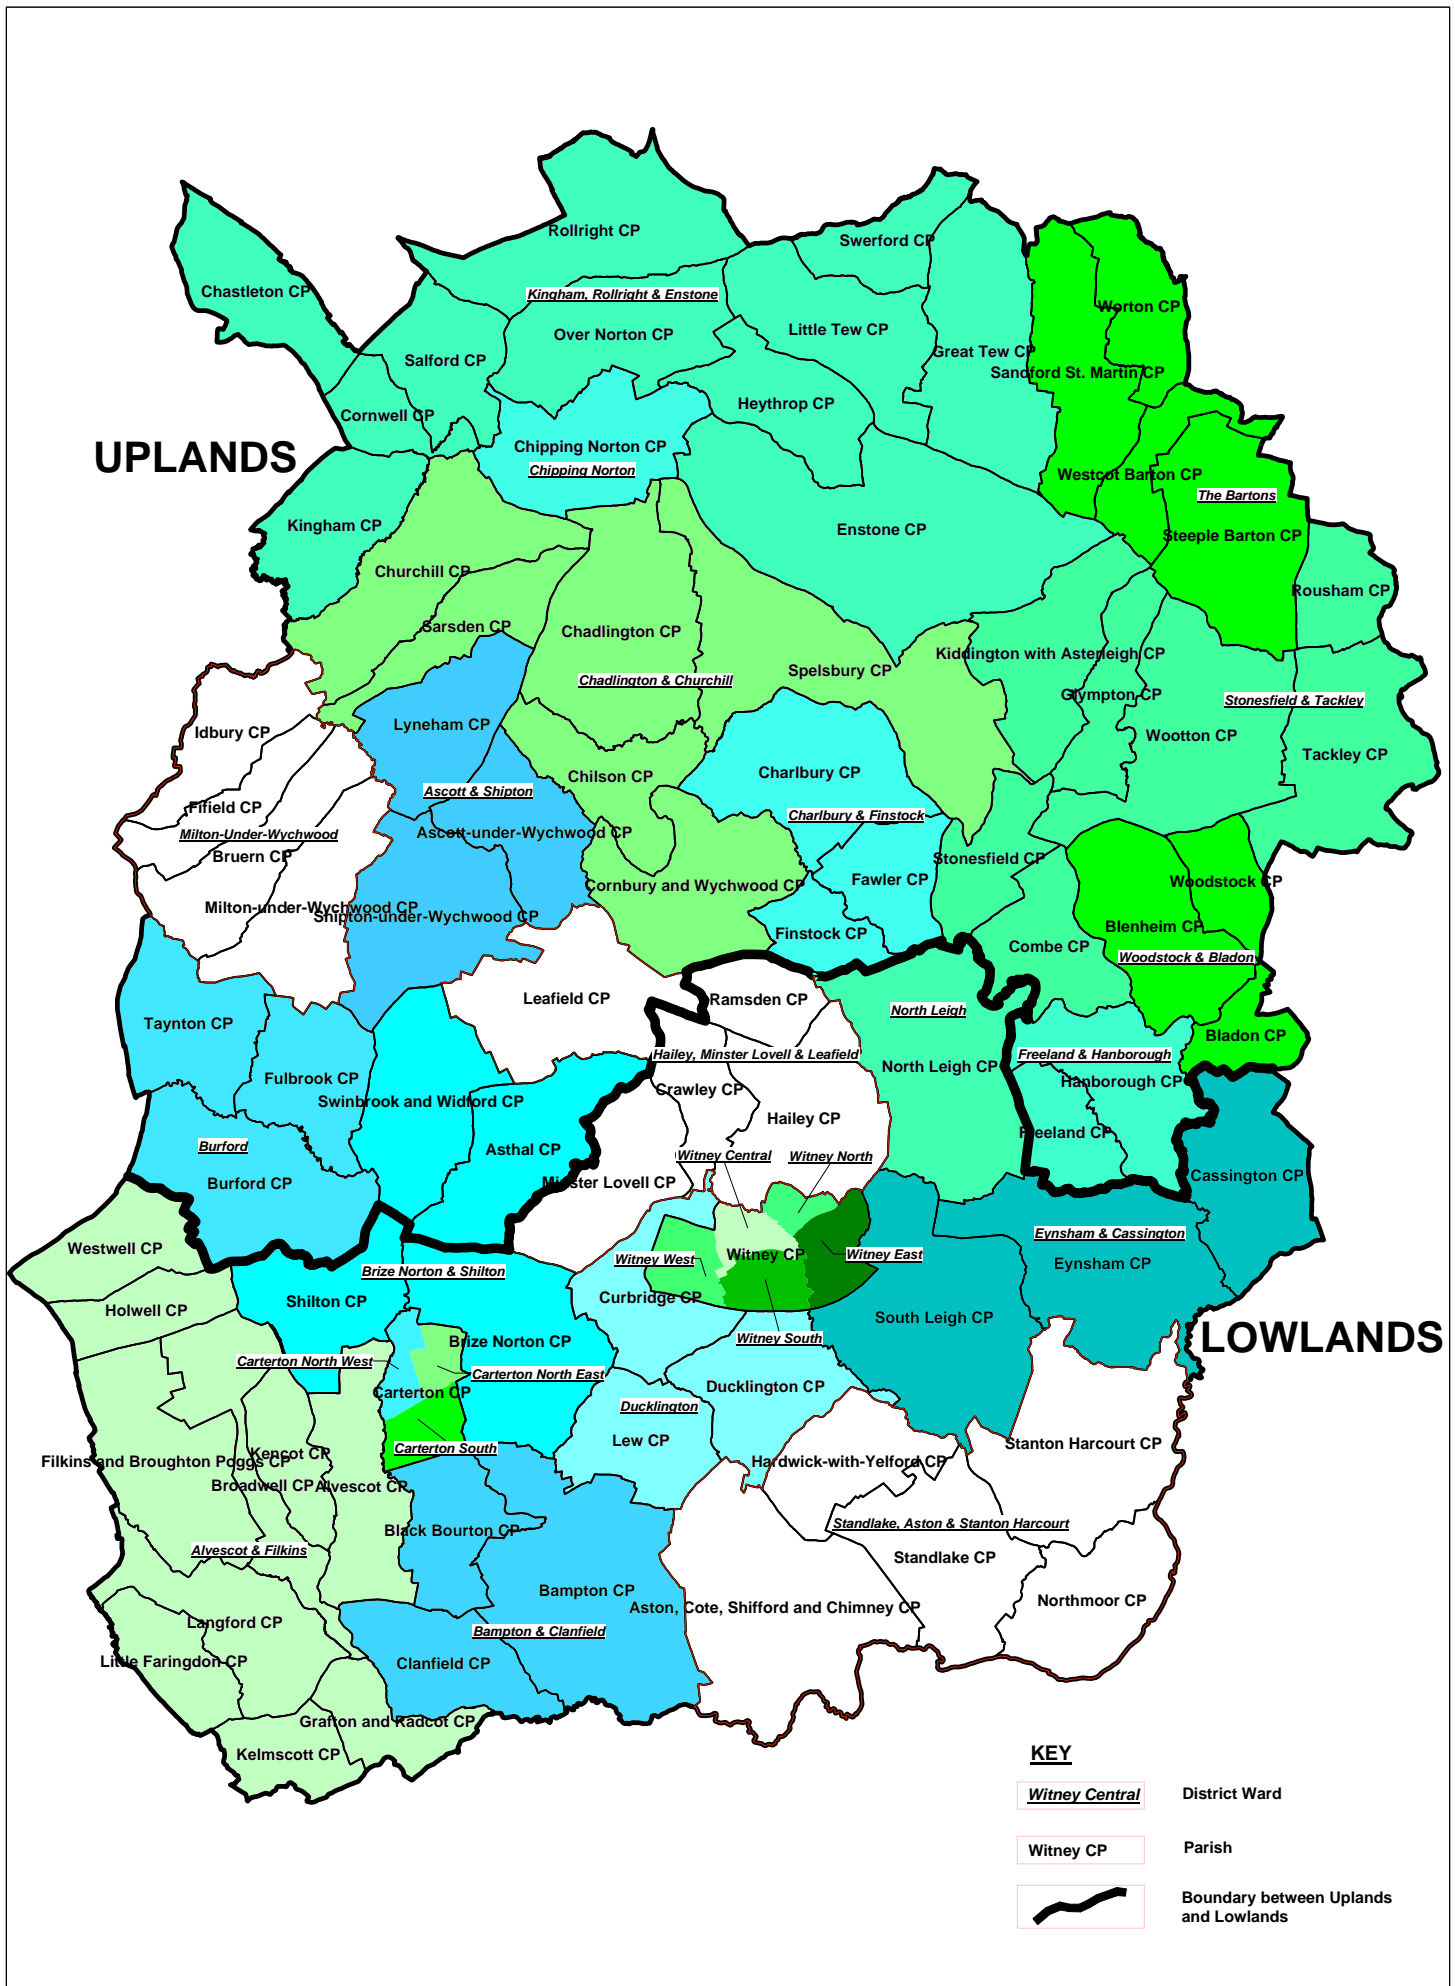 Rollright CP
Swerford CP
Chastleton CP
Kingham, Rollright & Enstone
Worton CP
Over Norton CP
Little Tew CP
Great Tew CP
Salford CP
Sandford St. Martin CP
Heythrop CP
Cornwell CP
UPLANDS
Chipping Norton CP
Chipping Norton
Westcot Barton CP
The Bartons
Kingham CP
Enstone CP
Steeple Barton CP
Churchill CP
Rousham CP
Sarsden CP
Chadlington CP
Kiddington with Asterleigh CP
Spelsbury CP
Chadlington & Churchill
Glympton CP
Stonesfield & Tackley
Lyneham CP
Idbury CP
Wootton CP
Tackley CP
Chilson CP
Charlbury CP
Ascott & Shipton
Fifield CP
Charlbury & Finstock
Milton-Under-Wychwood
Ascott-under-Wychwood CP
Bruern CP
Stonesfield CP
Fawler CP
Woodstock CP
Cornbury and Wychwood CP
Milton-under-Wychwood CP
Shipton-under-Wychwood CP
Blenheim CP
Finstock CP
Combe CP
Woodstock & Bladon
Leafield CP
Ramsden CP
North Leigh
Taynton CP
Bladon CP
Hailey, Minster Lovell & Leafield
Freeland & Hanborough
North Leigh CP
Fulbrook CP
Hanborough CP
Crawley CP
Swinbrook and Widford CP
Hailey CP
Freeland CP
Burford
Asthal CP
Witney Central
Witney North
Cassington CP
Burford CP
Minster Lovell CP
Eynsham & Cassington
Westwell CP
Witney West
Witney CP
Witney East
Eynsham CP
Brize Norton & Shilton
Shilton CP
Curbridge CP
Holwell CP
South Leigh CP
LOWLANDS
Brize Norton CP
Witney South
Carterton North West
Carterton North East
Carterton CP
Ducklington CP
Ducklington
Lew CP
Carterton South
Stanton Harcourt CP
Kencot CP
Filkins and Broughton Poggs CP
Hardwick-with-Yelford CP
Broadwell CP
Alvescot CP
Black Bourton CP
Standlake, Aston & Stanton Harcourt
Alvescot & Filkins
Standlake CP
Bampton CP
Northmoor CP
Aston, Cote, Shifford and Chimney CP
Langford CP
Bampton & Clanfield
Little Faringdon CP
Clanfield CP
Grafton and Radcot CP
Kelmscott CP
KEY
Witney Central
District Ward
Witney CP
Parish
Boundary between Uplands
and Lowlands